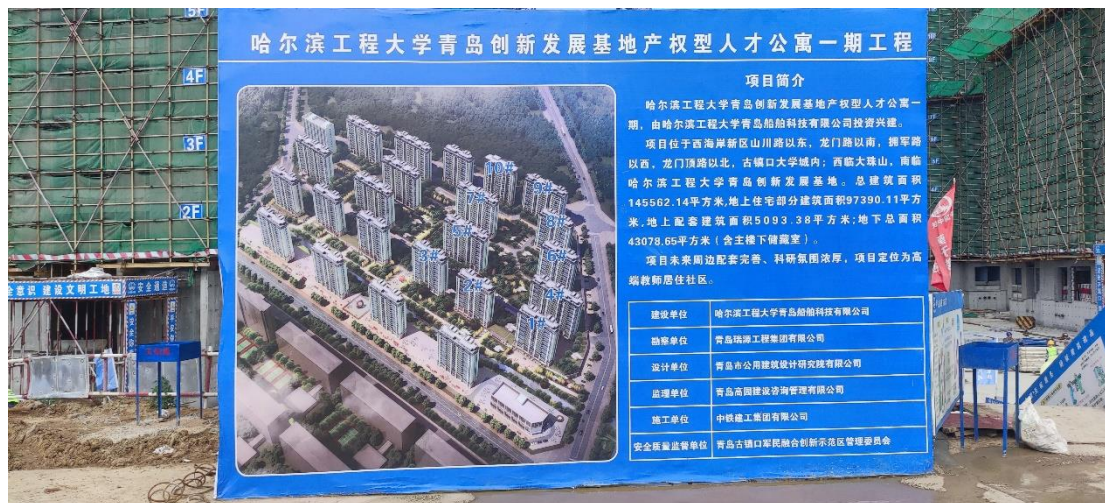 5F
4F
3F
2F
哈尔滨工程大学青岛创新发展基地产权型人才公寓一期工程
10#
9#
7#
8#
5#
3#
6#
2#
4#
1#
项目简介
哈尔滨工程大学青岛创新发展基地产权型人才公寓一
期，由哈尔滨工程大学青岛船舶科技有限公司投资兴建。
项目位于西海岸新区山川路以东，龙门路以南，拥军路
以西，龙门顶路以北，古镇口大学城内；西临大珠山，南临
哈尔滨工程大学青岛创新发展基地。总建筑面积
145562.14平方米,地上住宅部分建筑面积97390.11平方
米,地上配套建筑面积5093.38平方米;地下总面积
43078.65平方米（含主楼下储藏室）。
项目未来周边配套完善、科研氛围浓厚，项目定位为高
端教师居住社区。
建设单位 哈尔滨工程大学青岛船舶科技有限公司
勘察单位 青岛瑞源工程集团有限公司
设计单位 青岛市公用建筑设计研究院有限公司
监理单位 青岛高园建设咨询管理有限公司
施工单位 中铁建工集团有限公司
安全质量监督单位 青岛古镇口军民融合创新示范区管理委员会
全意识 建设文明工地
安全通道